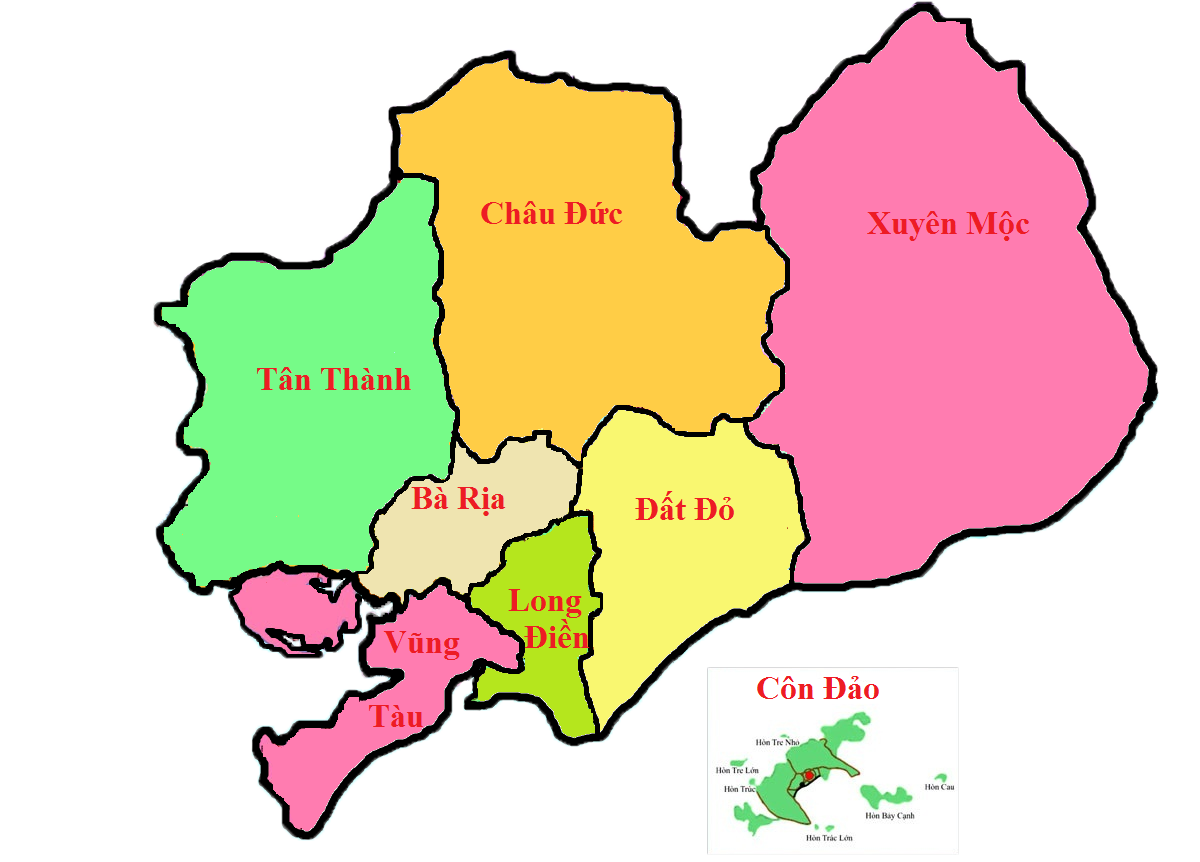 Châu Đức
Xuyên Mộc
Tân Thành
Bà Rịa
Đất Đỏ
Long
Điền
Vũng
Tàu
Côn Đảo
Hòn Tre Nhỏ
Hòn Tre Lớn
Hòn Trúc
Hòn Cau
Hòn Bảy Cạnh
Hòn Trác Lớn